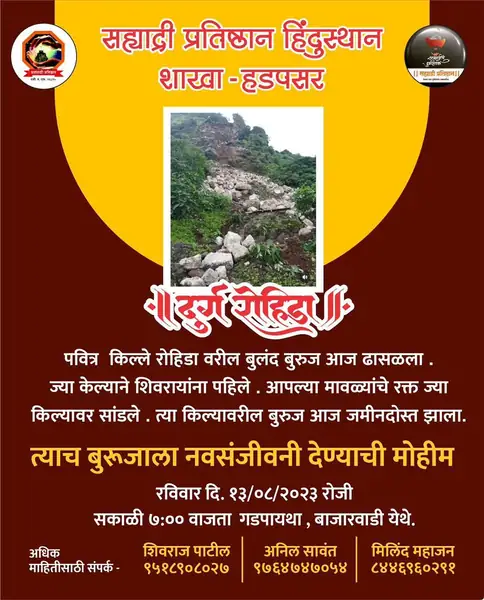 सह्याद्री प्रतिष्ठान हिंदुस्थान
शाखा - हडपसर
॥ सह्याद्री प्रतिष्ठान ॥
॥ दुर्ग रोहिडा ॥
पवित्र किल्ले रोहिडा वरील बुलंद बुरुज आज ढासळला .
ज्या केल्याने शिवरायांना पहिले . आपल्या मावळ्यांचे रक्त ज्या
किल्यावर सांडले . त्या किल्यावरील बुरुज आज जमीनदोस्त झाला.
त्याच बुरूजाला नवसंजीवनी देण्याची मोहीम
रविवार दि. १३/०८/२०२३ रोजी
सकाळी ७:०० वाजता गडपायथा , बाजारवाडी येथे.
अधिक
माहितीसाठी संपर्क -
शिवराज पाटील
९५१८९०८०२७
अनिल सावंत
९७६४७४७०५४
मिलिंद महाजन
८४४६९६०२९१